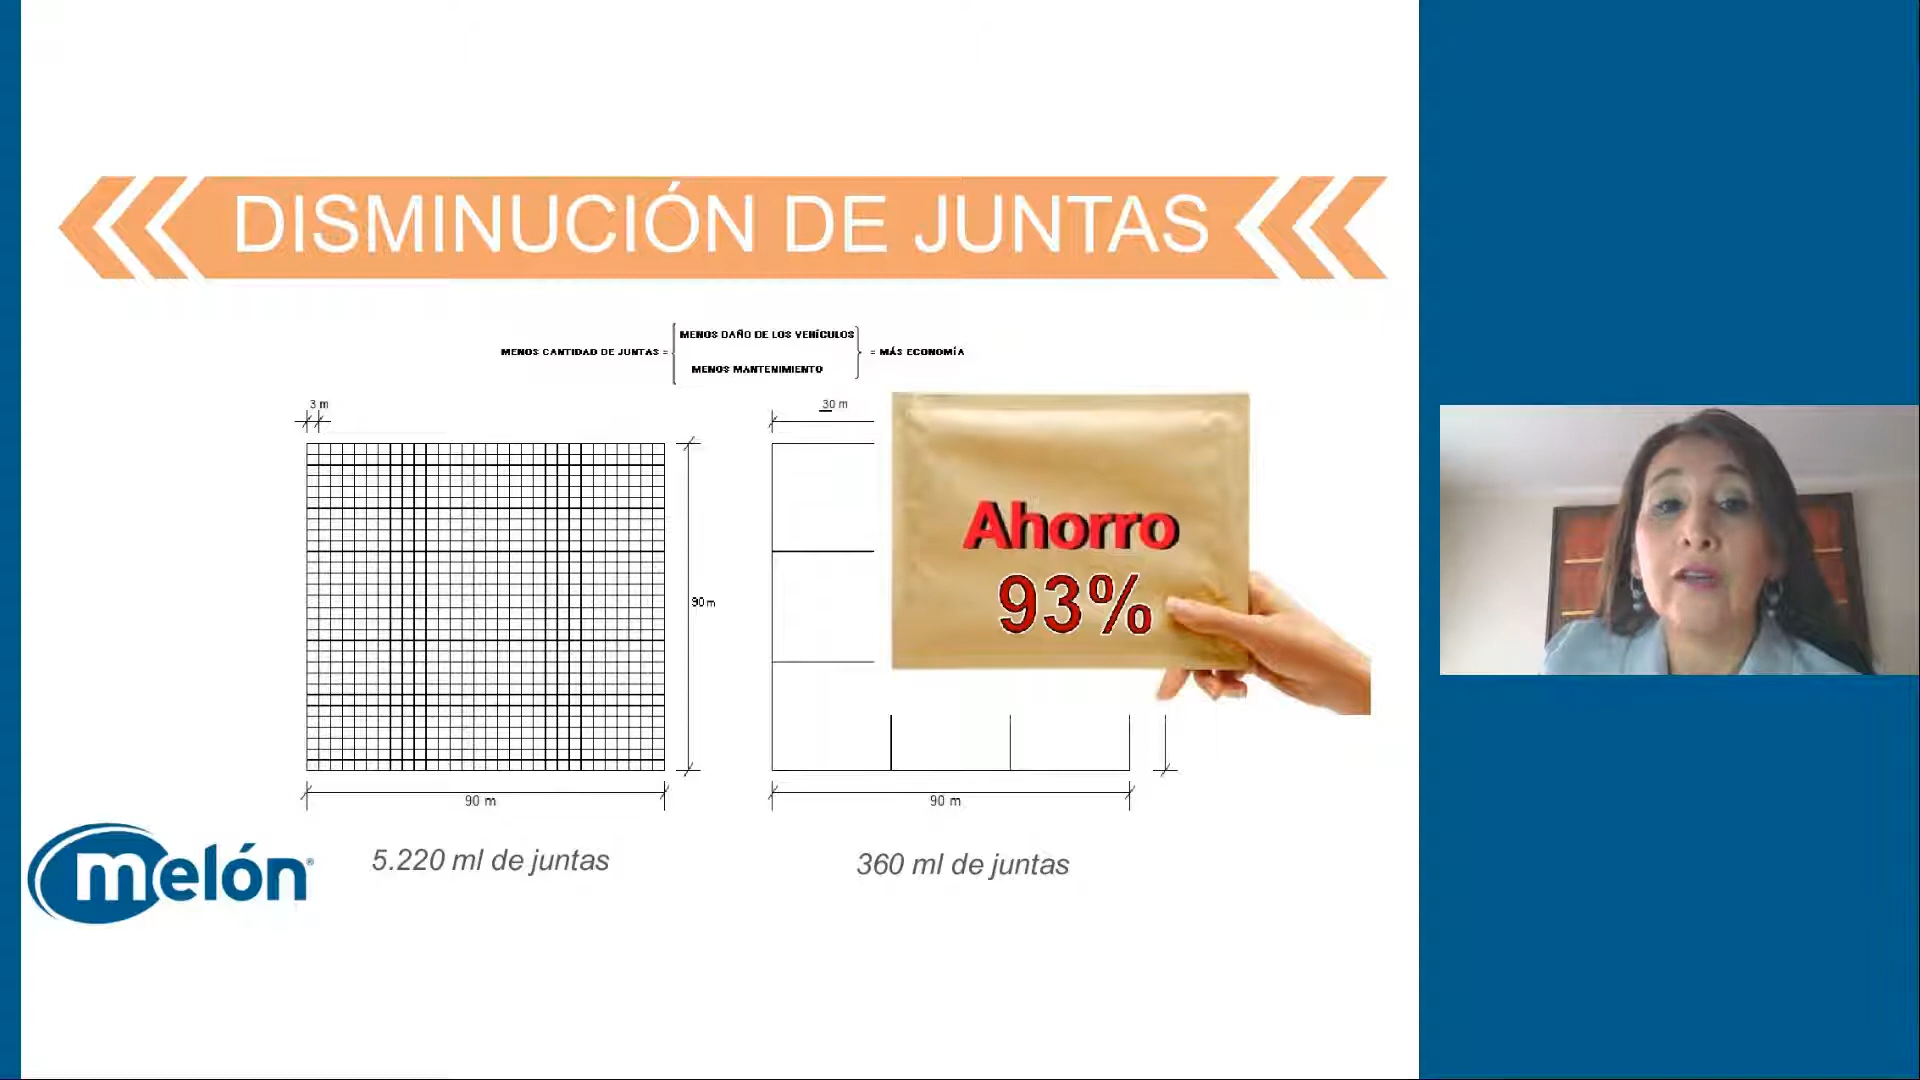 DISMINUCIÓN DE JUNTAS
MENOS DAÑO DE LOS VEHÍCULOS
MENOS CANTIDAD DE JUNTAS =
= MÁS ECONOMÍA
MENOS MANTENIMIENTO
3 m
30 m
Ahorro
93%
90 m
90 m
90 m
5.220 ml de juntas
360 ml de juntas
melón®